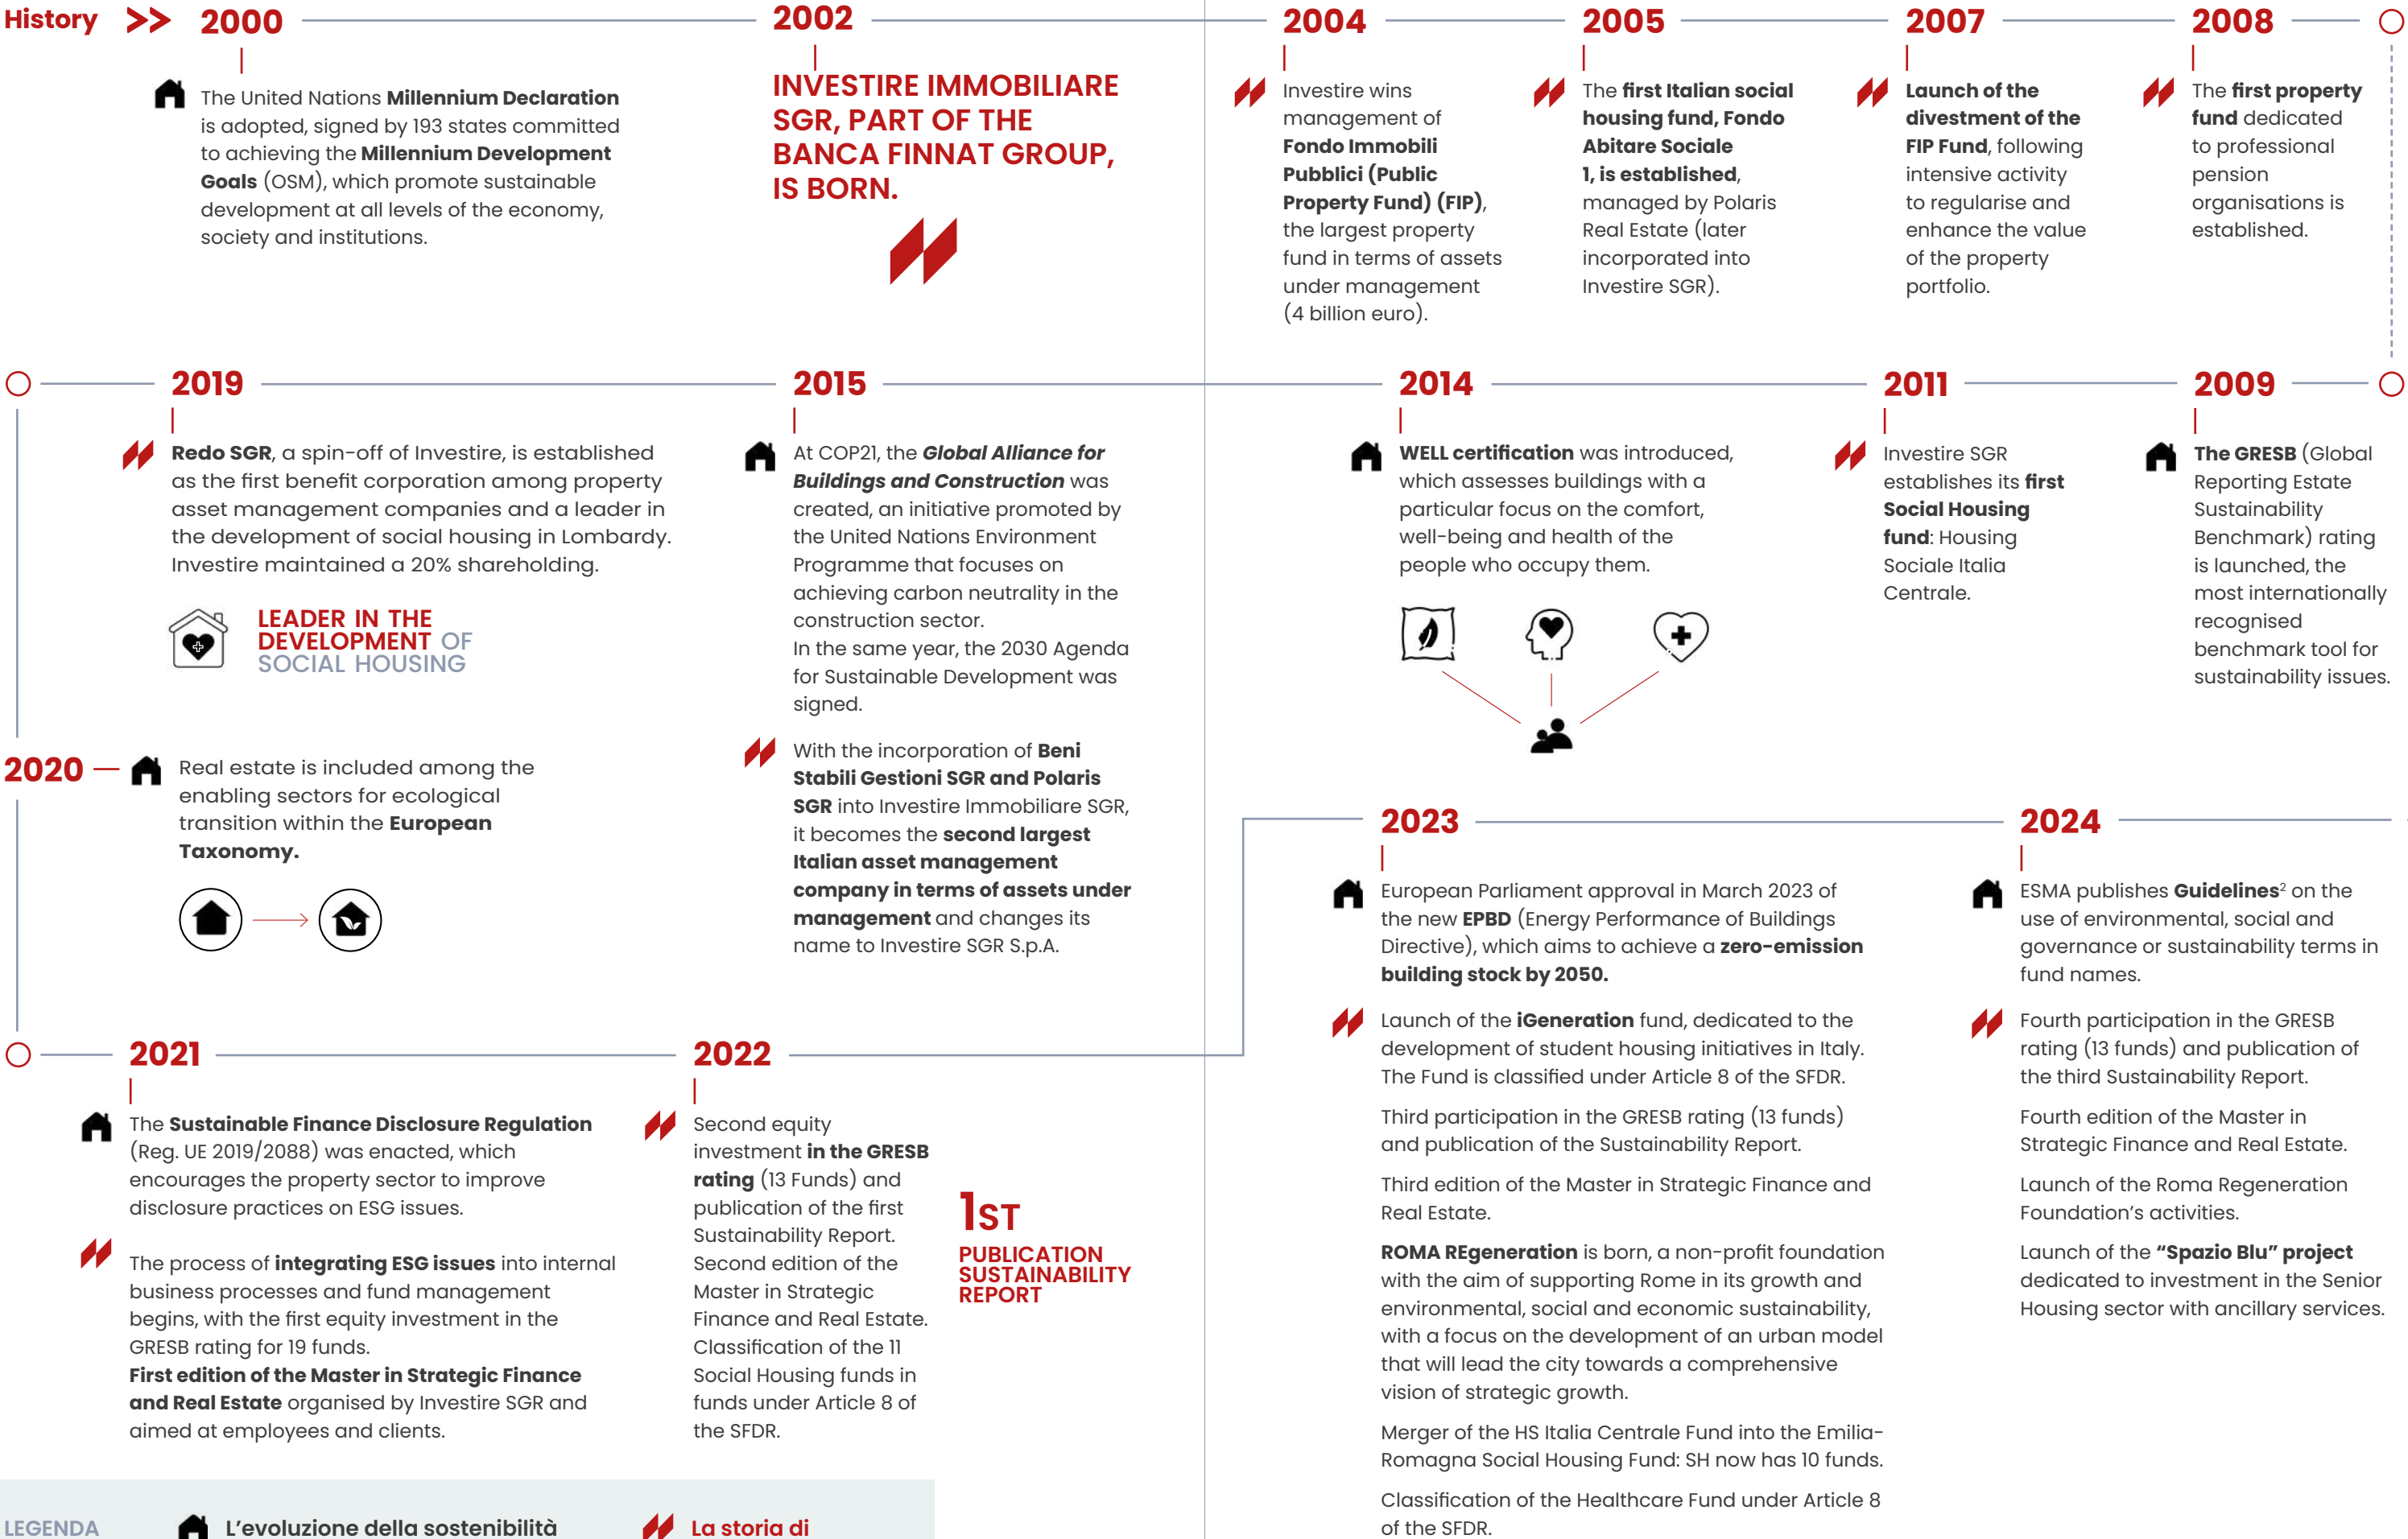 History >>
2000
The United Nations Millennium Declaration
is adopted, signed by 193 states committed
to achieving the Millennium Development
Goals (OSM), which promote sustainable
development at all levels of the economy,
society and institutions.
2002
INVESTIRE IMMOBILIARE
SGR, PART OF THE
BANCA FINNAT GROUP,
IS BORN.
2004
Investire wins
management of
Fondo Immobili
Pubblici (Public
Property Fund) (FIP),
the largest property
fund in terms of assets
under management
(4 billion euro).
2005
The first Italian social
housing fund, Fondo
Abitare Sociale
1, is established,
managed by Polaris
Real Estate (later
incorporated into
Investire SGR).
2007
Launch of the
divestment of the
FIP Fund, following
intensive activity
to regularise and
enhance the value
of the property
portfolio.
2008
The first property
fund dedicated
to professional
pension
organisations is
established.
2009
The GRESB (Global
Reporting Estate
Sustainability
Benchmark) rating
is launched, the
most internationally
recognised
benchmark tool for
sustainability issues.
2011
Investire SGR
establishes its first
Social Housing
fund: Housing
Sociale Italia
Centrale.
2014
WELL certification was introduced,
which assesses buildings with a
particular focus on the comfort,
well-being and health of the
people who occupy them.
2015
At COP21, the Global Alliance for
Buildings and Construction was
created, an initiative promoted by
the United Nations Environment
Programme that focuses on
achieving carbon neutrality in the
construction sector.
In the same year, the 2030 Agenda
for Sustainable Development was
signed.
With the incorporation of Beni
Stabili Gestioni SGR and Polaris
SGR into Investire Immobiliare SGR,
it becomes the second largest
Italian asset management
company in terms of assets under
management and changes its
name to Investire SGR S.p.A.
2019
Redo SGR, a spin-off of Investire, is established
as the first benefit corporation among property
asset management companies and a leader in
the development of social housing in Lombardy.
Investire maintained a 20% shareholding.
LEADER IN THE
DEVELOPMENT OF
SOCIAL HOUSING
2020
Real estate is included among the
enabling sectors for ecological
transition within the European
Taxonomy.
2021
The Sustainable Finance Disclosure Regulation
(Reg. UE 2019/2088) was enacted, which
encourages the property sector to improve
disclosure practices on ESG issues.
The process of integrating ESG issues into internal
business processes and fund management
begins, with the first equity investment in the
GRESB rating for 19 funds.
First edition of the Master in Strategic Finance
and Real Estate organised by Investire SGR and
aimed at employees and clients.
2022
Second equity
investment in the GRESB
rating (13 Funds) and
publication of the first
Sustainability Report.
Second edition of the
Master in Strategic
Finance and Real Estate.
Classification of the 11
Social Housing funds in
funds under Article 8 of
the SFDR.
1ST
PUBLICATION
SUSTAINABILITY
REPORT
2023
European Parliament approval in March 2023 of
the new EPBD (Energy Performance of Buildings
Directive), which aims to achieve a zero-emission
building stock by 2050.
Launch of the iGeneration fund, dedicated to the
development of student housing initiatives in Italy.
The Fund is classified under Article 8 of the SFDR.
Third participation in the GRESB rating (13 funds)
and publication of the Sustainability Report.
Third edition of the Master in Strategic Finance and
Real Estate.
ROMA REgeneration is born, a non-profit foundation
with the aim of supporting Rome in its growth and
environmental, social and economic sustainability,
with a focus on the development of an urban model
that will lead the city towards a comprehensive
vision of strategic growth.
Merger of the HS Italia Centrale Fund into the Emilia-
Romagna Social Housing Fund: SH now has 10 funds.
Classification of the Healthcare Fund under Article 8
of the SFDR.
2024
ESMA publishes Guidelines² on the
use of environmental, social and
governance or sustainability terms in
fund names.
Fourth participation in the GRESB
rating (13 funds) and publication of
the third Sustainability Report.
Fourth edition of the Master in
Strategic Finance and Real Estate.
Launch of the Roma Regeneration
Foundation's activities.
Launch of the “Spazio Blu” project
dedicated to investment in the Senior
Housing sector with ancillary services.
LEGENDA
L'evoluzione della sostenibilità
La storia di